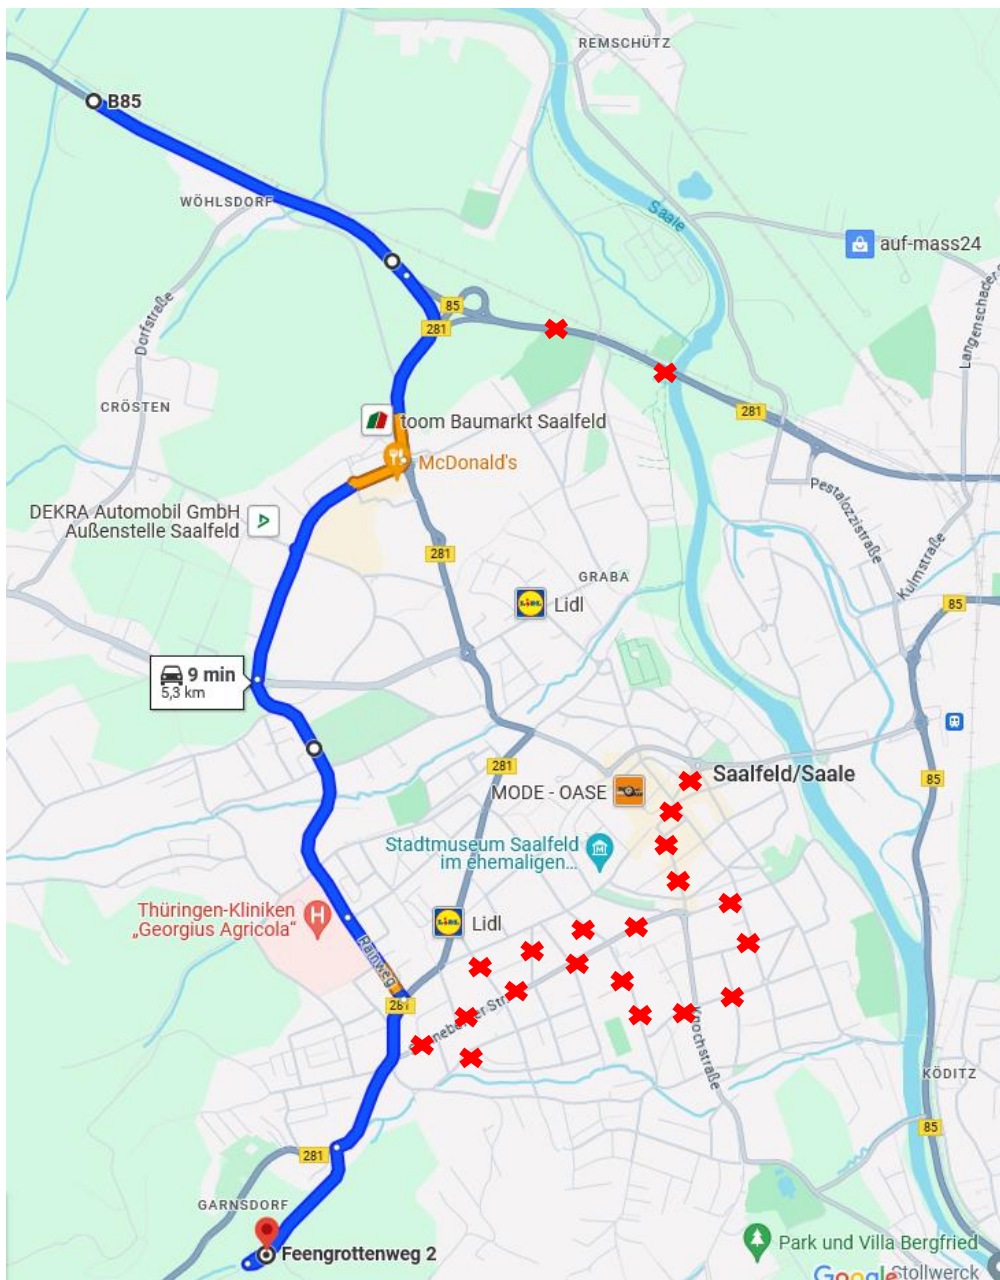 REMSCHÜTZ
B85
WÖHLSDORF
Saale
auf-mass24
85
281
Dorfstraße
Langenschader
CRÖSTEN
281
toom Baumarkt Saalfeld
McDonald's
DEKRA Automobil GmbH
Außenstelle Saalfeld
Pestalozzistraße
Kulmstraße
281
GRABA
Lidl
85
9 min
5,3 km
281
Saalfeld/Saale
85
MODE - OASE
Stadtmuseum Saalfeld
im ehemaligen...
Thüringen-Kliniken
„Georgius Agricola“
H
Lidl
Rainweg
281
Knochstraße
KÖDITZ
85
281
GARNSDORF
Feengrottenweg 2
Park und Villa Bergfried
Google
Stollwerck